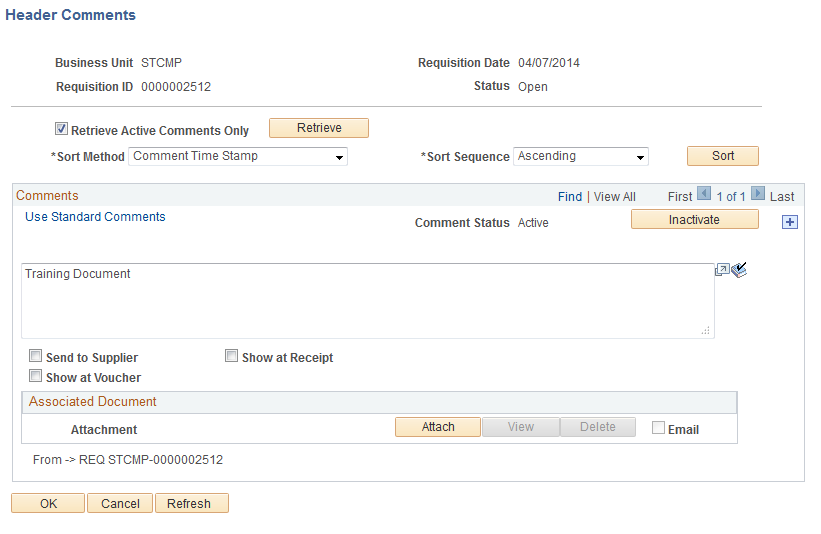 Header Comments
Business Unit STCMP Requisition Date 04/07/2014
Requisition ID 0000002512 Status Open
Retrieve Active Comments Only Retrieve
*Sort Method Comment Time Stamp *Sort Sequence Ascending Sort
Comments Find | View All First 1 of 1 Last
Use Standard Comments Comment Status Active Inactivate
Training Document
Send to Supplier Show at Receipt
Show at Voucher
Associated Document
Attachment Attach View Delete Email
From -> REQ STCMP-0000002512
OK Cancel Refresh